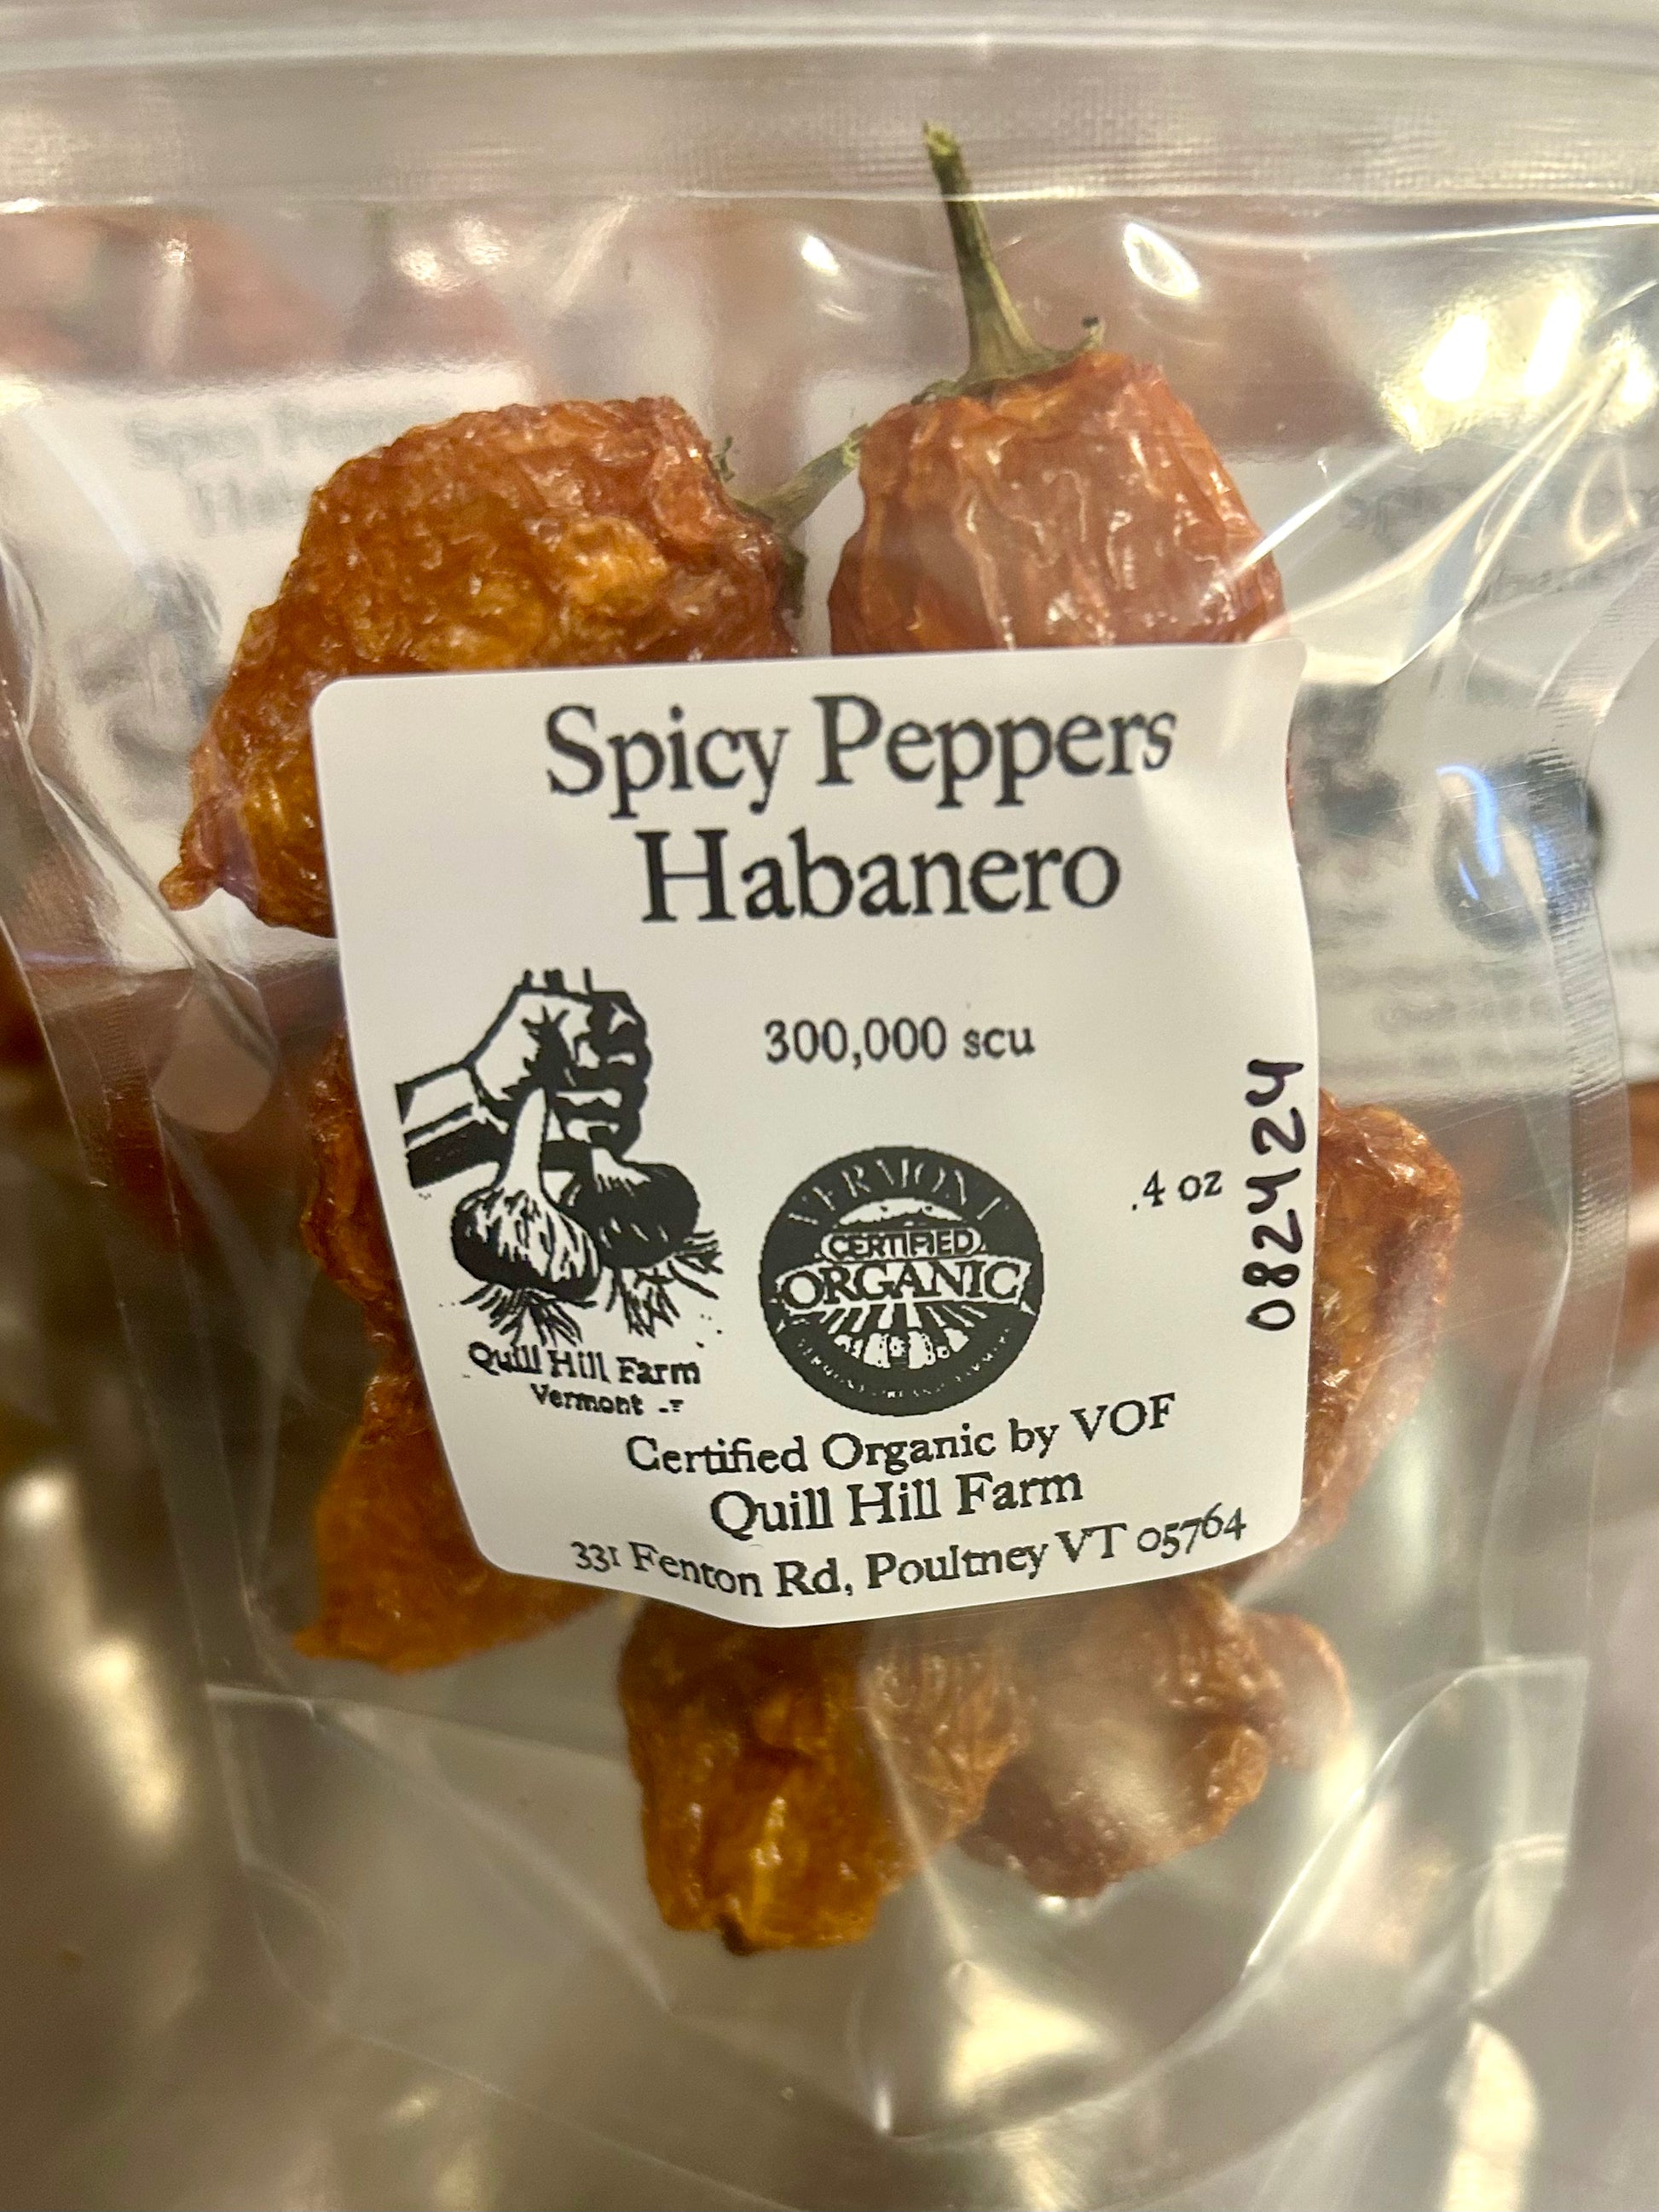 Spicy Peppers
Habanero
300,000 scu
.4 oz
082424
VERMONT
CERTIFIED
ORGANIC
Quill Hill Farm
Vermont
Certified Organic by VOF
Quill Hill Farm
331 Fenton Rd, Poultney VT 05764